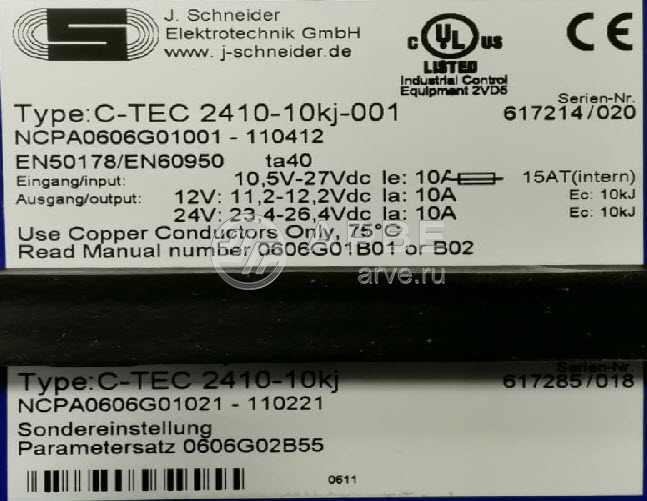 J. Schneider
Elektrotechnik GmbH
www. j-schneider.de
C UL US
LISTED
Industrial Control
Equipment 2VD5
CE
Type:C-TEC 2410-10kj-001
Serien-Nr.
617214/020
NCPA0606G01001 - 110412
EN50178/EN60950 ta40
Eingang/input: 10,5V-27Vdc Ie: 10A 15AT(intern)
Ausgang/output: 12V: 11,2-12,2Vdc Ia: 10A Ec: 10kJ
24V: 23,4-26,4Vdc Ia: 10A Ec: 10kJ
Use Copper Conductors Only, 75°C
Read Manual number 0606G01B01 or B02
arve.ru
Serien-Nr.
Type:C-TEC 2410-10kj 617285/018
NCPA0606G01021 - 110221
Sondereinstellung
Parametersatz 0606G02B55
0611